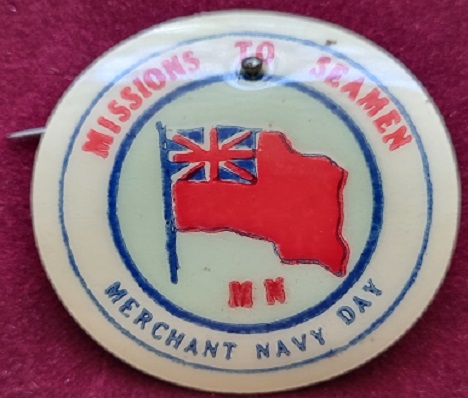 MISSIONS TO SEAMEN
MN
MERCHANT NAVY DAY